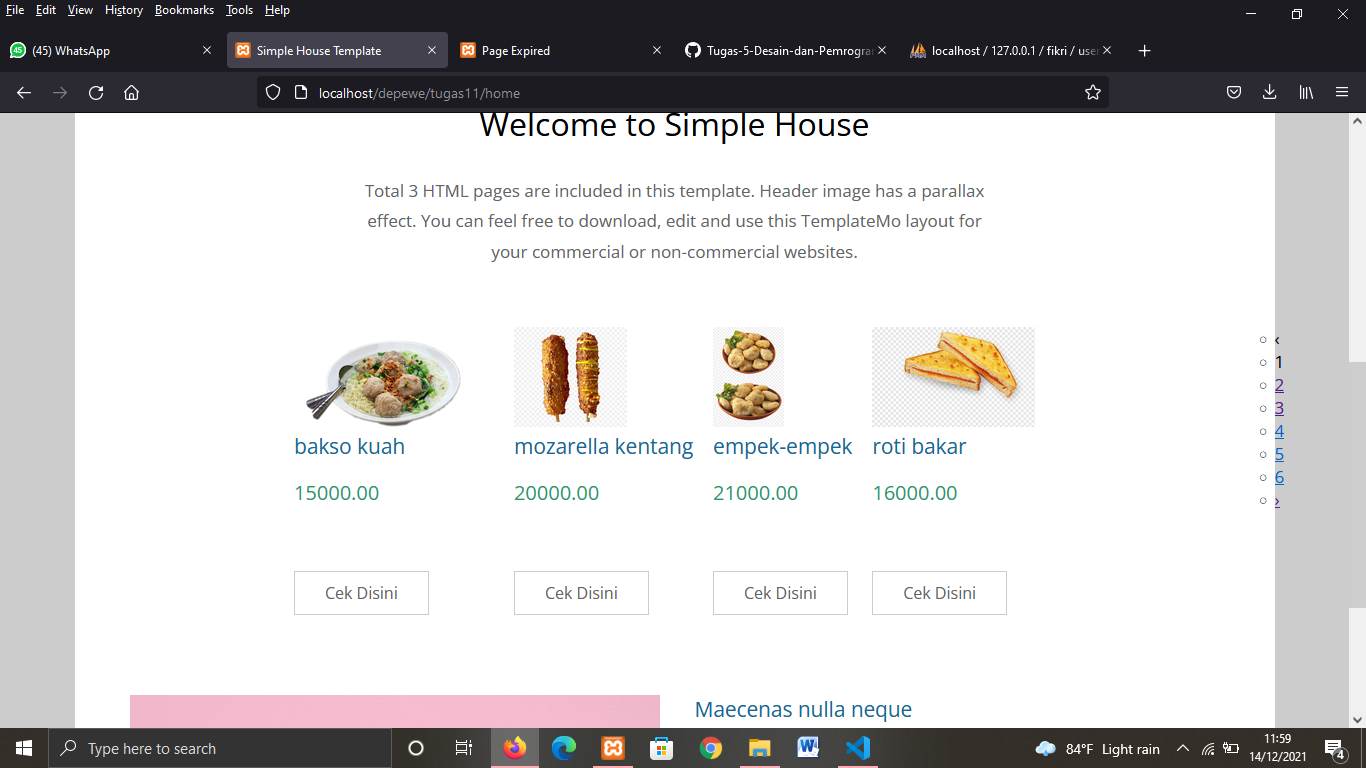 File Edit View History Bookmarks Tools Help
(45) WhatsApp
Simple House Template
Page Expired
Tugas-5-Desain-dan-Pemrogra
localhost / 127.0.0.1 / fikri / use
localhost/depewe/tugas11/home
Welcome to Simple House
Total 3 HTML pages are included in this template. Header image has a parallax
effect. You can feel free to download, edit and use this TemplateMo layout for
your commercial or non-commercial websites.
bakso kuah
15000.00
Cek Disini
mozarella kentang
20000.00
Cek Disini
empek-empek
21000.00
Cek Disini
roti bakar
16000.00
Cek Disini
‹
1
2
3
4
5
6
›
Maecenas nulla neque
Type here to search
84°F Light rain
11:59
14/12/2021
4